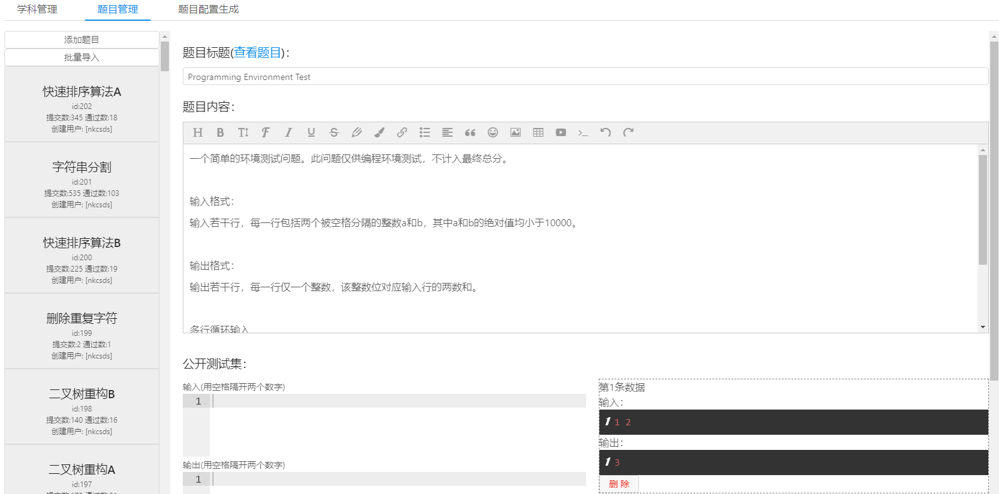 学科管理
题目管理
题目配置生成
添加题目
批量导入
快速排序算法A
id:202
提交数:345 通过数:18
创建用户: [nkcsds]
字符串分割
id:201
提交数:535 通过数:103
创建用户: [nkcsds]
快速排序算法B
id:200
提交数:225 通过数:19
创建用户: [nkcsds]
删除重复字符
id:199
提交数:2 通过数:1
创建用户: [nkcsds]
二叉树重构B
id:198
提交数:140 通过数:16
创建用户: [nkcsds]
二叉树重构A
id:197
题目标题(查看题目):
Programming Environment Test
题目内容:
一个简单的环境测试问题。此问题仅供编程环境测试，不计入最终总分。
输入格式：
输入若干行，每一行包括两个被空格分隔的整数a和b，其中a和b的绝对值均小于10000。
输出格式：
输出若干行，每一行仅一个整数，该整数位对应输入行的两数和。
多行循环输入
公开测试集:
输入(用空格隔开两个数字)
1
输出(用空格隔开两个数字)
1
第1条数据
输入:
1 1 2
输出:
1 3
删 除